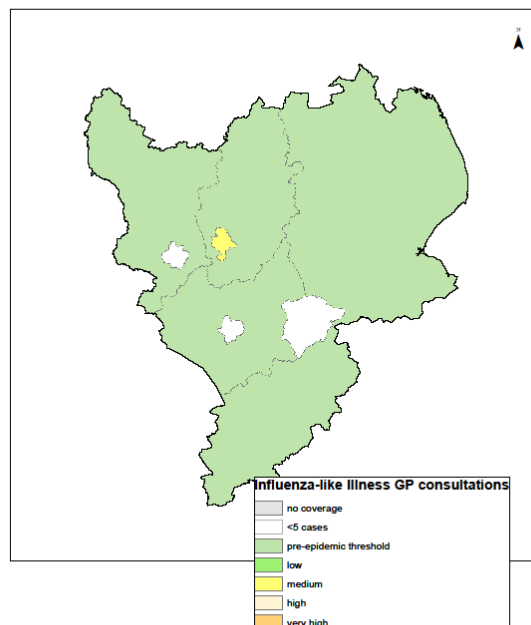 Influenza-like Illness GP consultations
no coverage
<5 cases
pre-epidemic threshold
low
medium
high
very high